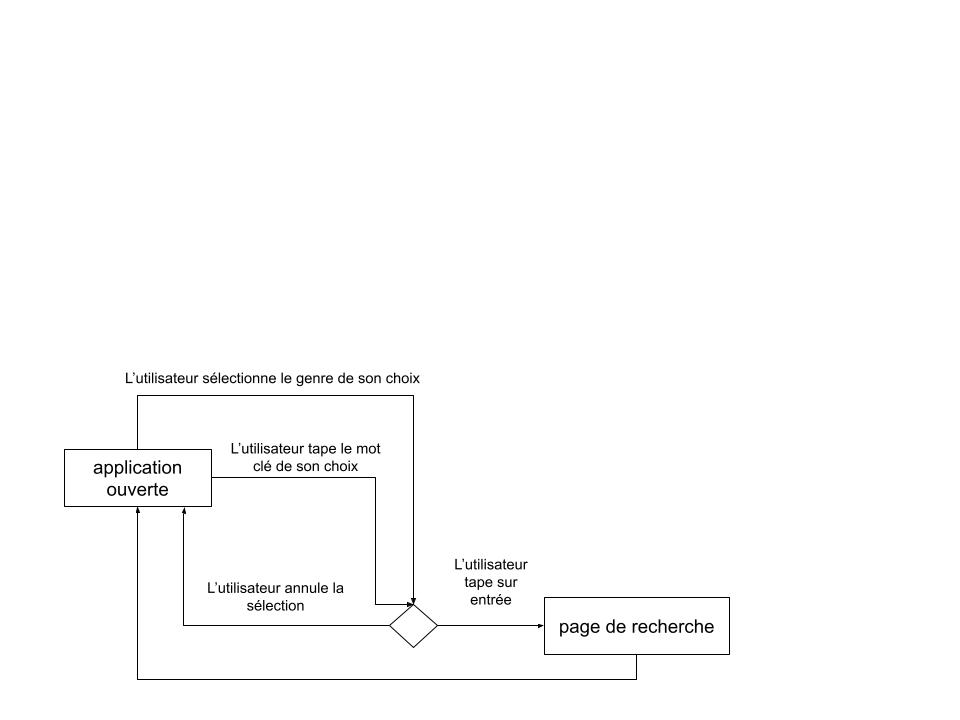 L'utilisateur sélectionne le genre de son choix
L'utilisateur tape le mot
clé de son choix
application
ouverte
L'utilisateur
tape sur
entrée
L'utilisateur annule la
sélection
page de recherche